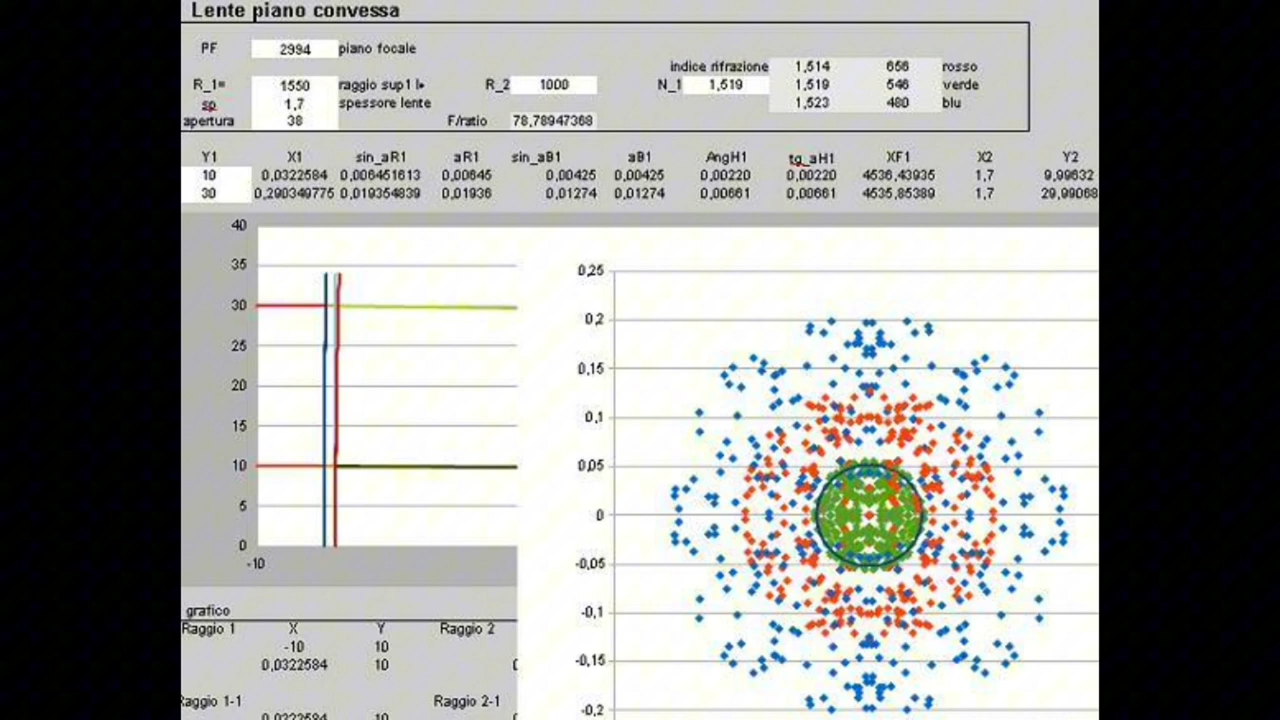 Lente piano convessa
PF 2994 piano focale
indice rifrazione 1,514 656 rosso
R_1= 1550 raggio sup1 l> R_2 1000 N_1 1,519 1,519 546 verde
sp 1,7 spessore lente 1,523 480 blu
apertura 38 F/ratio 78,78947368
Y1 X1 sin_aR1 aR1 sin_aB1 aB1 AngH1 tg_aH1 XF1 X2 Y2
10 0,0322584 0,006451613 0,00645 0,00425 0,00425 0,00220 0,00220 4536,43935 1,7 9,99632
30 0,290349775 0,019354839 0,01936 0,01274 0,01274 0,00661 0,00661 4535,85389 1,7 29,99068
40
35
30
25
20
15
10
5
0
-10
0,25
0,2
0,15
0,1
0,05
0
-0,05
-0,1
-0,15
-0,2
grafico
Raggio 1 X Y Raggio 2
-10 10
0,0322584 10
Raggio 1-1 Raggio 2-1
0,0322584 10